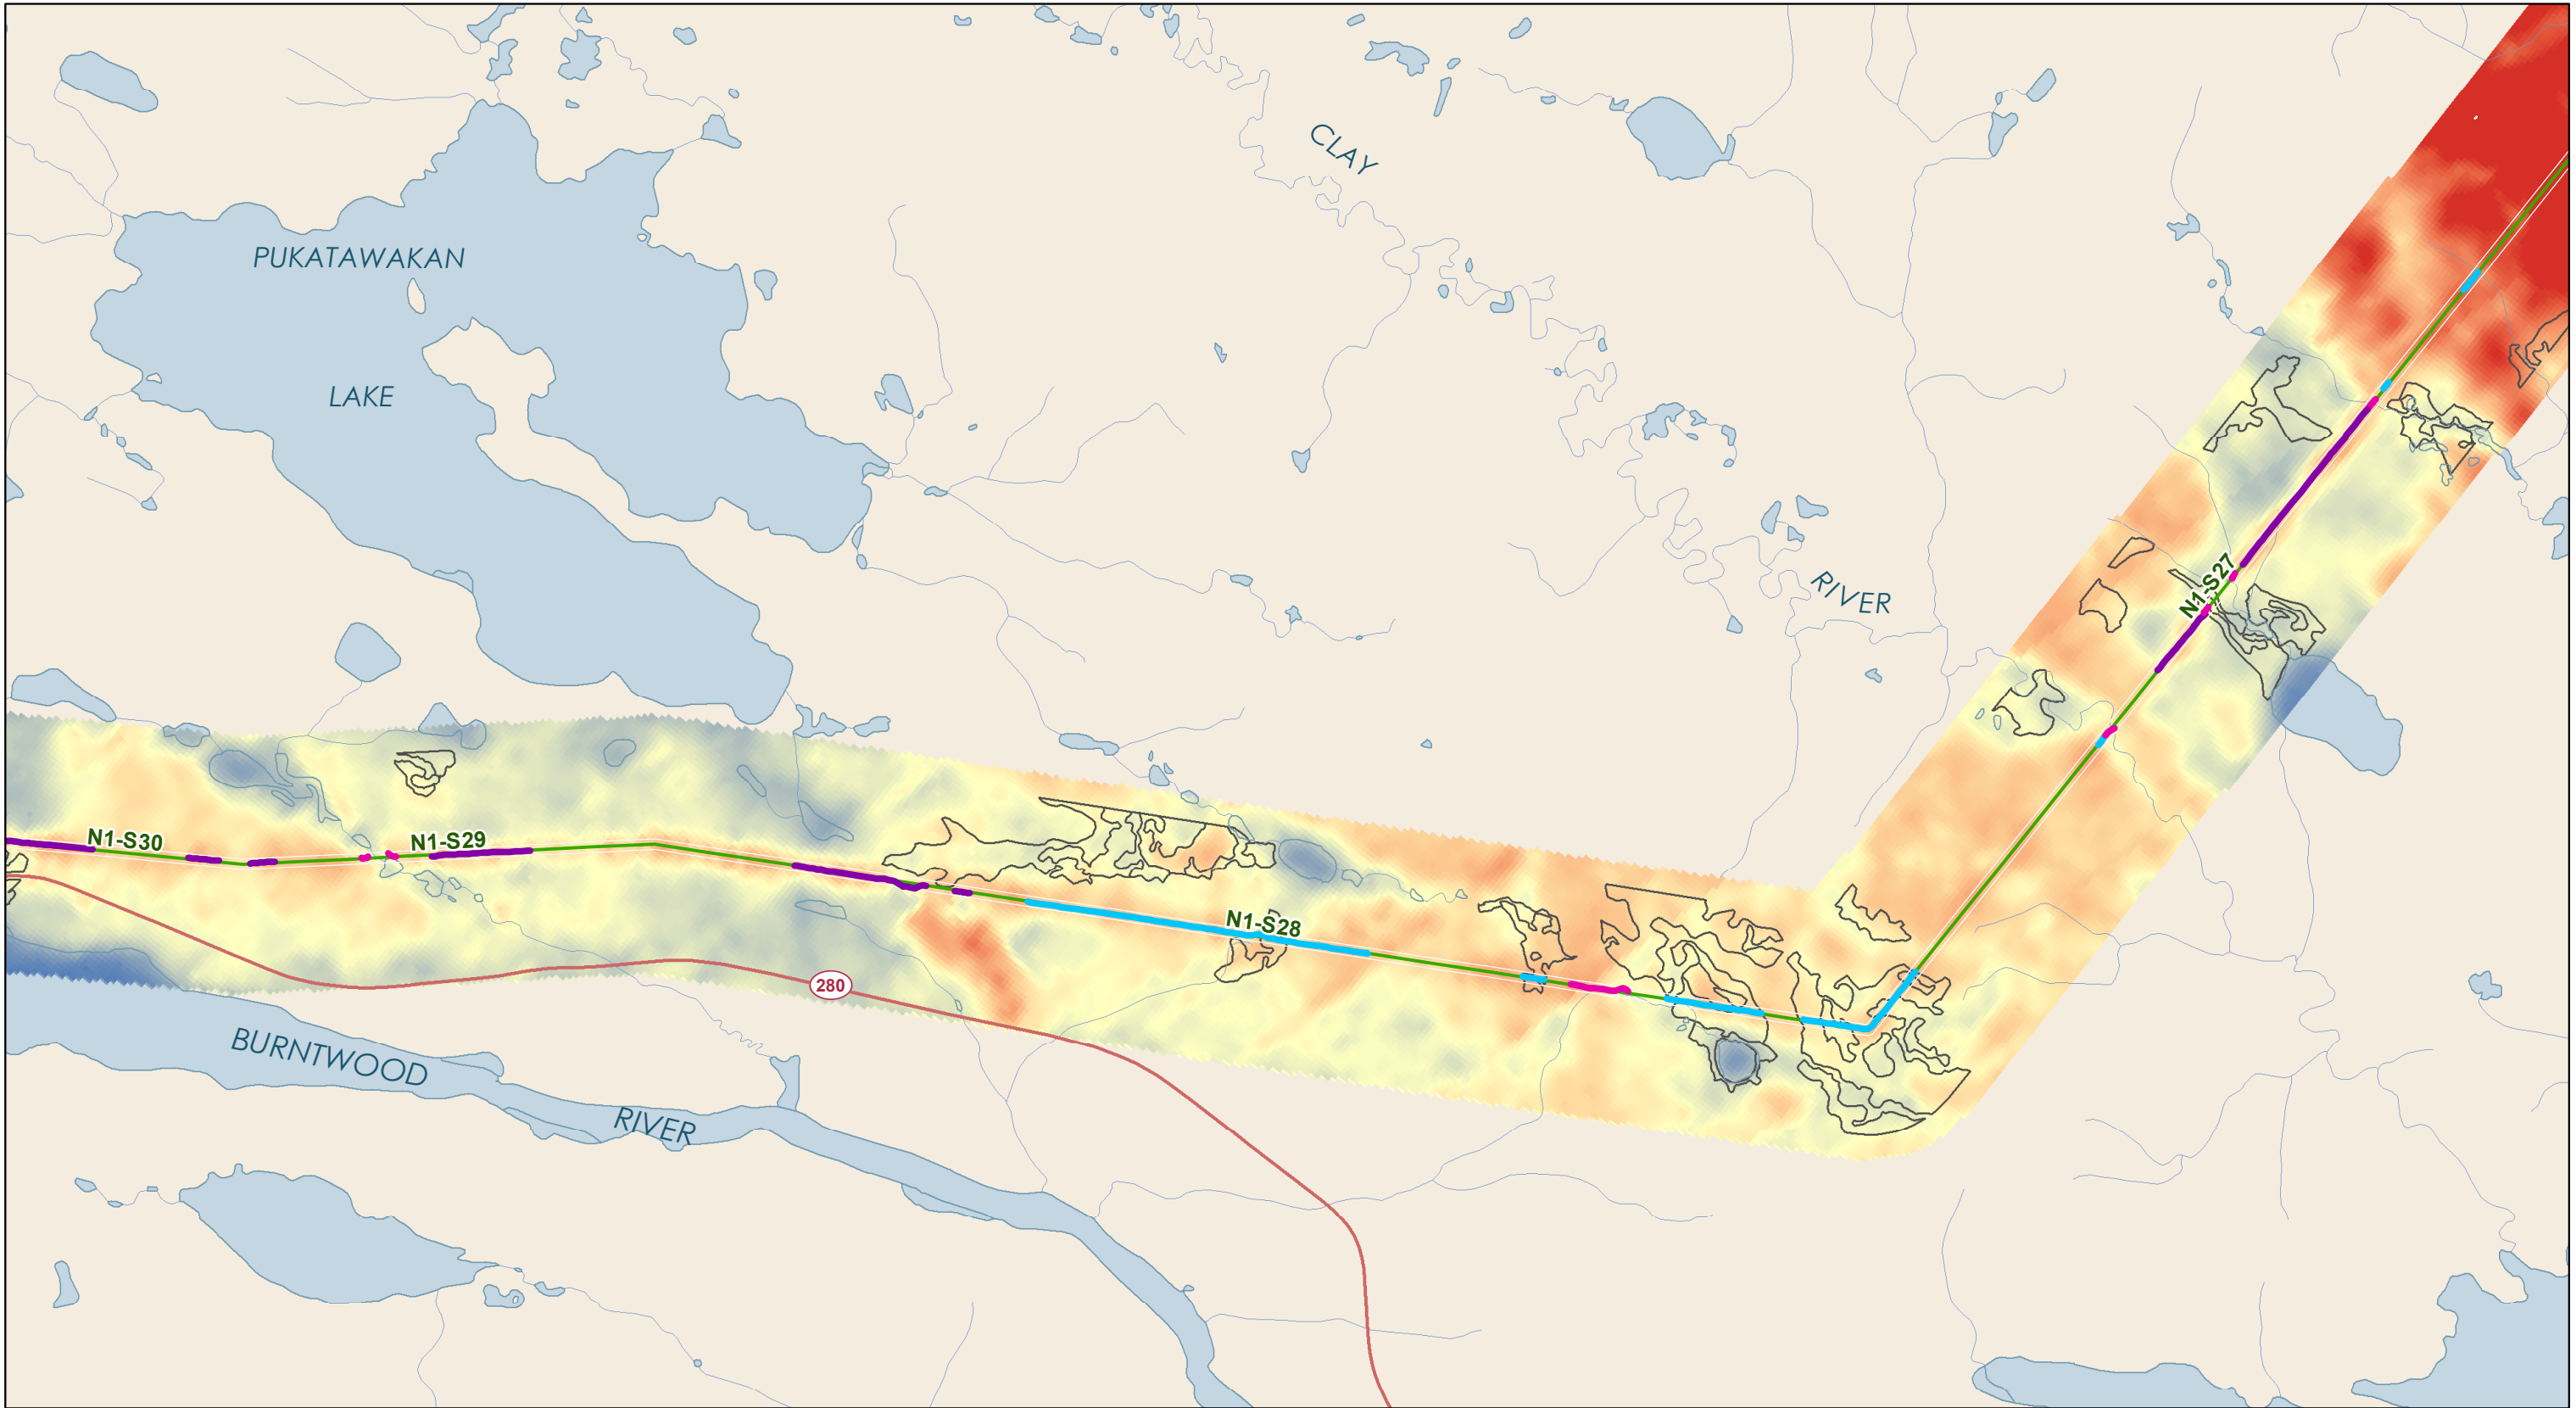 CLAY
PUKATAWAKAN
LAKE
RIVER
N1-S27
N1-S30
N1-S29
N1-S28
280
BURNTWOOD
RIVER